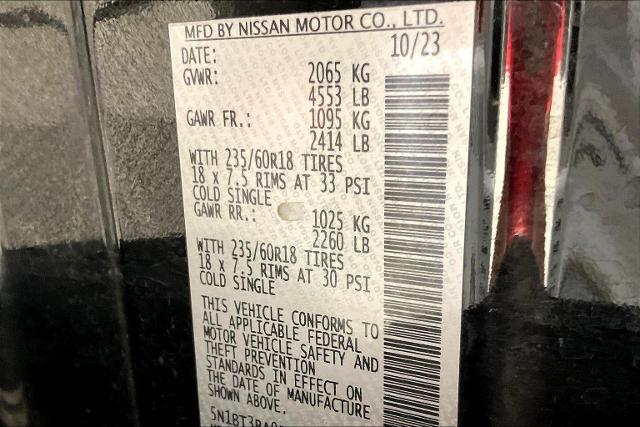 MFD BY NISSAN MOTOR CO., LTD.
DATE: 10/23
GVWR: 2065 KG
4553 LB
GAWR FR.: 1095 KG
2414 LB
WITH 235/60R18 TIRES
18 x 7.5 RIMS AT 33 PSI
COLD SINGLE
GAWR RR.: 1025 KG
2260 LB
WITH 235/60R18 TIRES
18 x 7.5 RIMS AT 30 PSI
COLD SINGLE
THIS VEHICLE CONFORMS TO
ALL APPLICABLE FEDERAL
MOTOR VEHICLE SAFETY AND
THEFT PREVENTION
STANDARDS IN EFFECT ON
THE DATE OF MANUFACTURE
SHOWN ABOVE.